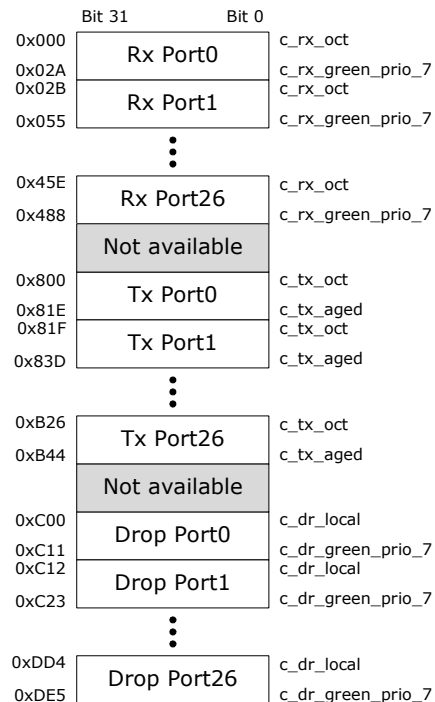 Bit 31 Bit 0
0x000 c_rx_oct
Rx Port0
0x02A c_rx_green_prio_7
0x02B c_rx_oct
Rx Port1
0x055 c_rx_green_prio_7
0x45E c_rx_oct
Rx Port26
0x488 c_rx_green_prio_7
Not available
0x800 c_tx_oct
Tx Port0
0x81E c_tx_aged
0x81F c_tx_oct
Tx Port1
0x83D c_tx_aged
0xB26 c_tx_oct
Tx Port26
0xB44 c_tx_aged
Not available
0xC00 c_dr_local
Drop Port0
0xC11 c_dr_green_prio_7
0xC12 c_dr_local
Drop Port1
0xC23 c_dr_green_prio_7
0xDD4 c_dr_local
Drop Port26
0xDE5 c_dr_green_prio_7